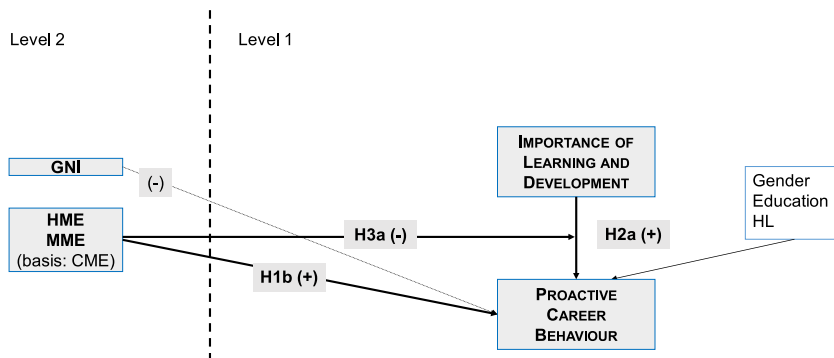 Level 2
Level 1
GNI
(-)
HME
MME
(basis: CME)
H3a (-)
H1b (+)
IMPORTANCE OF
LEARNING AND
DEVELOPMENT
H2a (+)
PROACTIVE
CAREER
BEHAVIOUR
Gender
Education
HL